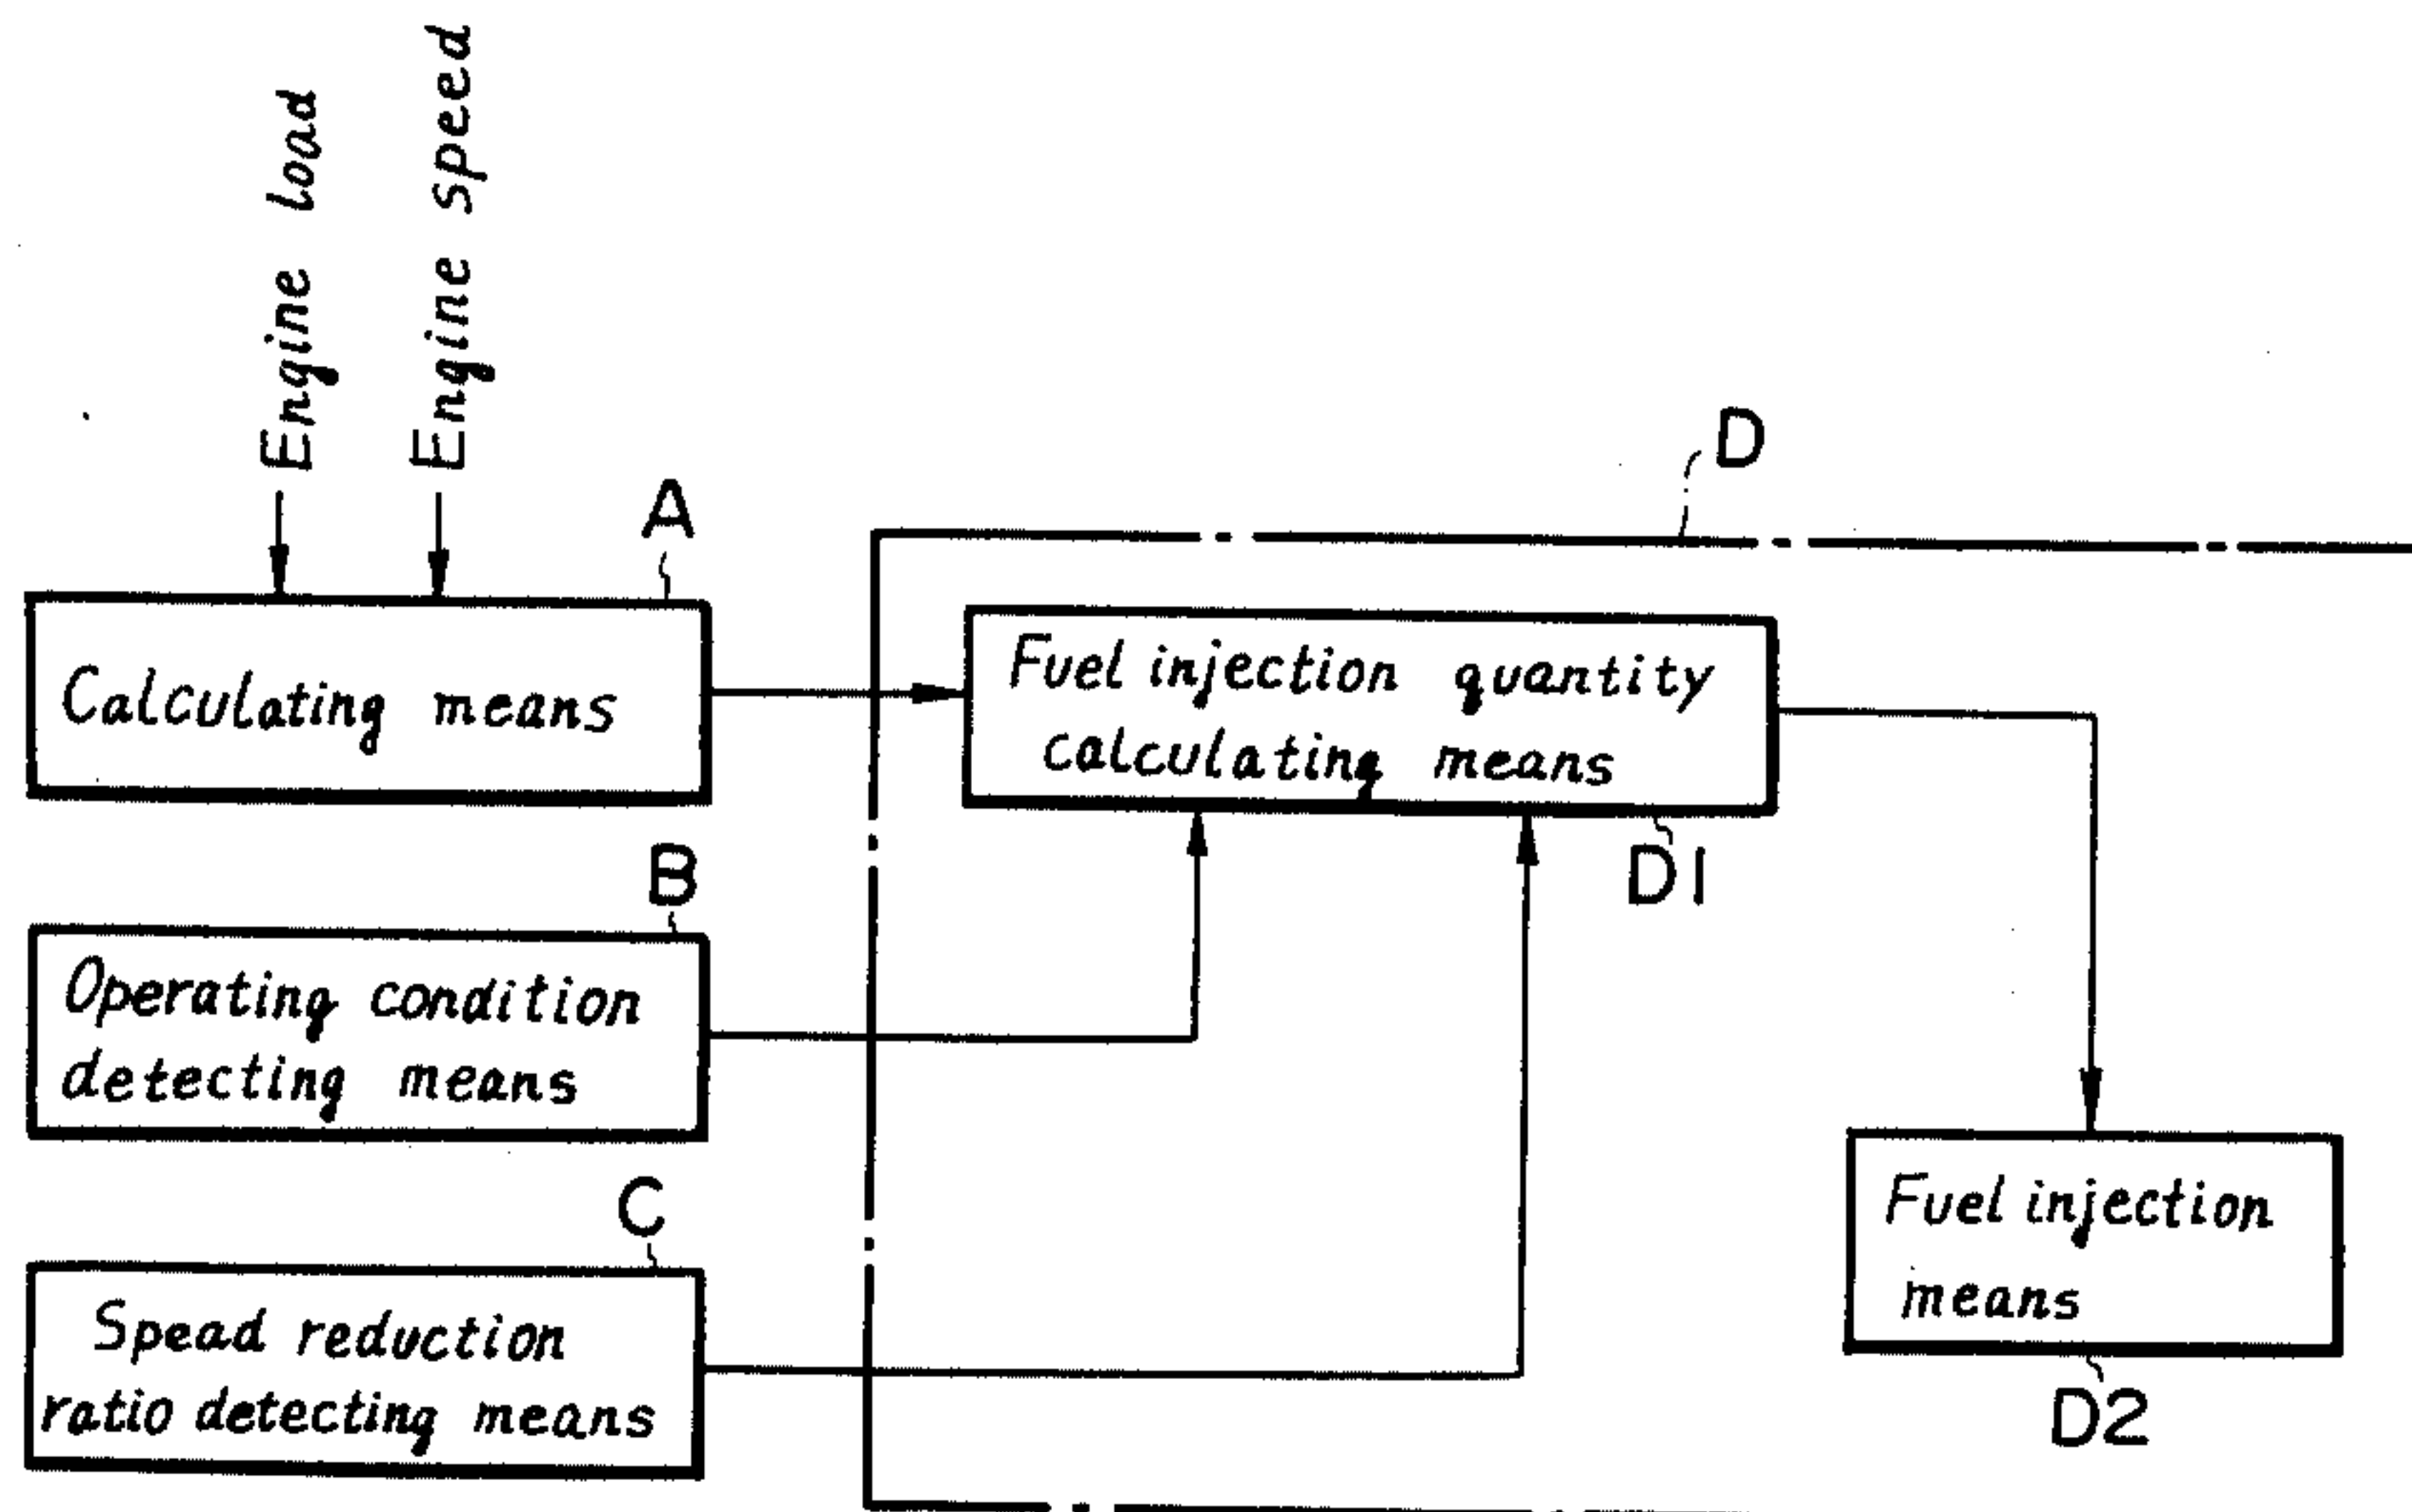 Engine load
Engine speed
A
D
Calculating means
Fuel injection quantity
calculating means
B
D1
Operating condition
detecting means
C
Fuel injection
means
Spead reduction
ratio detecting means
D2